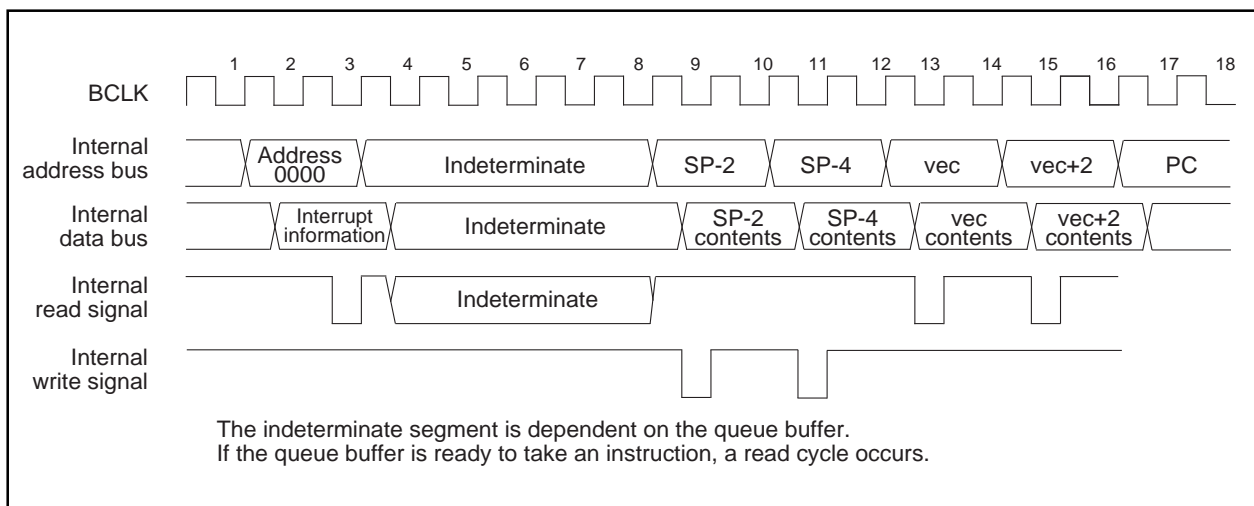 1 2 3 4 5 6 7 8 9 10 11 12 13 14 15 16 17 18
BCLK
Internal
address bus
Address
0000
Indeterminate
SP-2
SP-4
vec
vec+2
PC
Internal
data bus
Interrupt
information
Indeterminate
SP-2
contents
SP-4
contents
vec
contents
vec+2
contents
Internal
read signal
Indeterminate
Internal
write signal
The indeterminate segment is dependent on the queue buffer.
If the queue buffer is ready to take an instruction, a read cycle occurs.